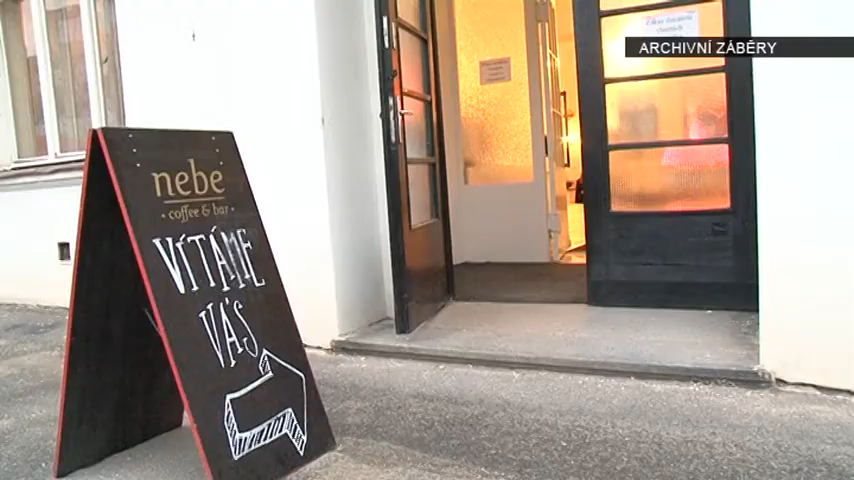 ARCHIVNÍ ZÁBĚRY
nebe
• coffee & bar •
VÍTÁME
VÁS